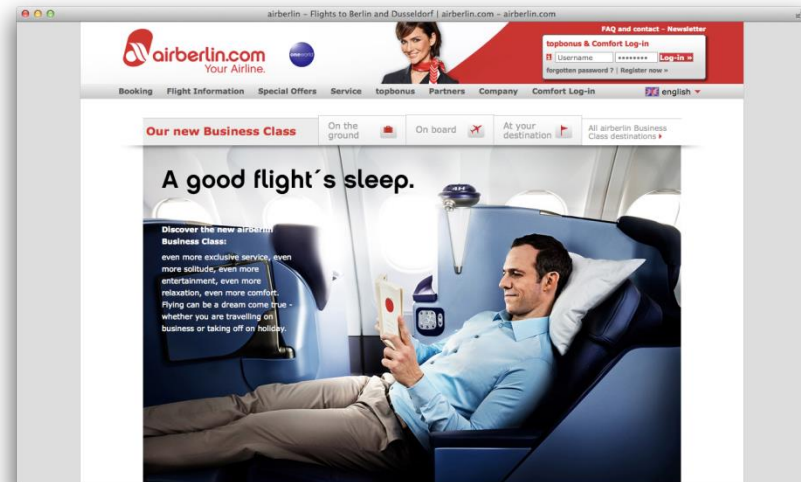 airberlin – Flights to Berlin and Dusseldorf | airberlin.com – airberlin.com
FAQ and contact – Newsletter
airberlin.com
Your Airline.
oneworld
topbonus & Comfort Log-in
Username
•••••••• Log-in »
forgotten password ? | Register now »
Booking Flight Information Special Offers Service topbonus Partners Company Comfort Log-in english
Our new Business Class
On the
ground
On board
At your
destination
All airberlin Business
Class destinations
A good flight´s sleep.
4H
Discover the new airberlin
Business Class:
even more exclusive service, even
more solitude, even more
entertainment, even more
relaxation, even more comfort.
Flying can be a dream come true -
whether you are travelling on
business or taking off on holiday.